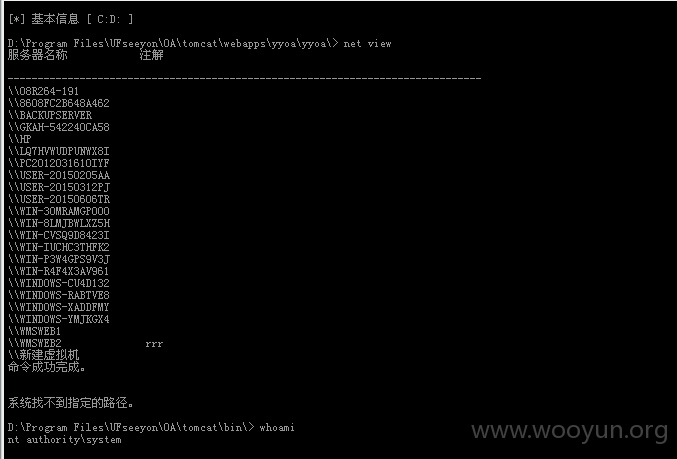 [*] 基本信息 [ C:D: ]
D:\Program Files\UFseeyon\OA\tomcat\webapps\yyoa\yyoa\> net view
服务器名称 注解
-------------------------------------------------------------------------------
\\08R264-191
\\8608FC2B648A462
\\BACKUPSERVER
\\GKAH-542240CA58
\\HP
\\LQ7HVWUDPUNWX8I
\\PC201203161OIYF
\\USER-20150205AA
\\USER-20150312PJ
\\USER-20150606TR
\\WIN-3OMRAMGPOOO
\\WIN-8LMJBWLXZ5H
\\WIN-CVSQ9D8423I
\\WIN-IUCHC3THFK2
\\WIN-P3W4GPS9V3J
\\WIN-R4F4X3AV961
\\WINDOWS-CU4D132
\\WINDOWS-RABTVE8
\\WINDOWS-XADDFMY
\\WINDOWS-YMJKGX4
\\WMSWEB1
\\WMSWEB2 rrr
\\新建虚拟机
命令成功完成。
系统找不到指定的路径。
D:\Program Files\UFseeyon\OA\tomcat\bin\> whoami
nt authority\system
www.wooyun.org